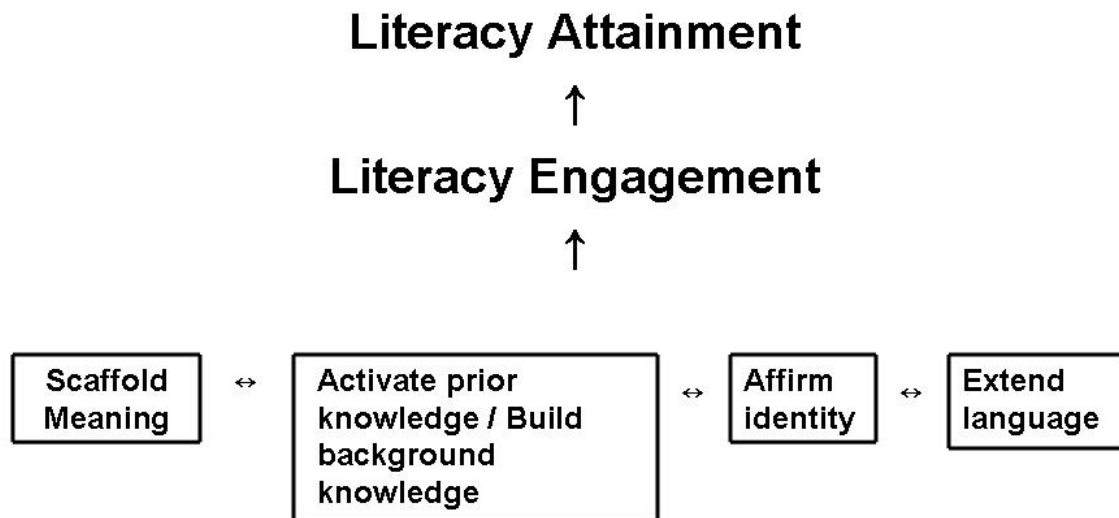 Literacy Attainment
↑
Literacy Engagement
↑
Scaffold
Meaning
↔
Activate prior
knowledge / Build
background
knowledge
↔
Affirm
identity
↔
Extend
language